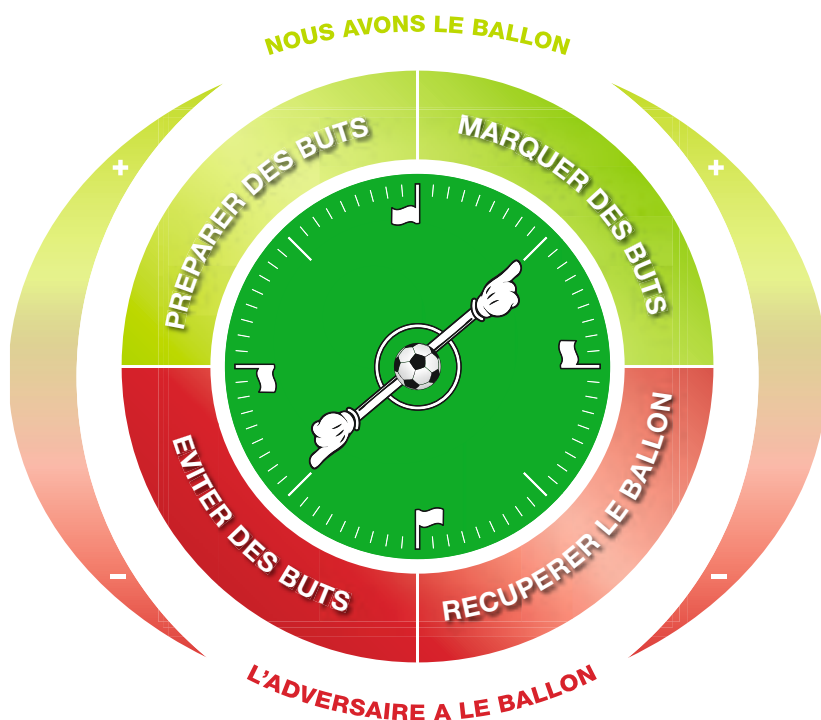 NOUS AVONS LE BALLON
PREPARER DES BUTS
MARQUER DES BUTS
+
+
EVITER DES BUTS
RECUPERER LE BALLON
-
-
L'ADVERSAIRE A LE BALLON